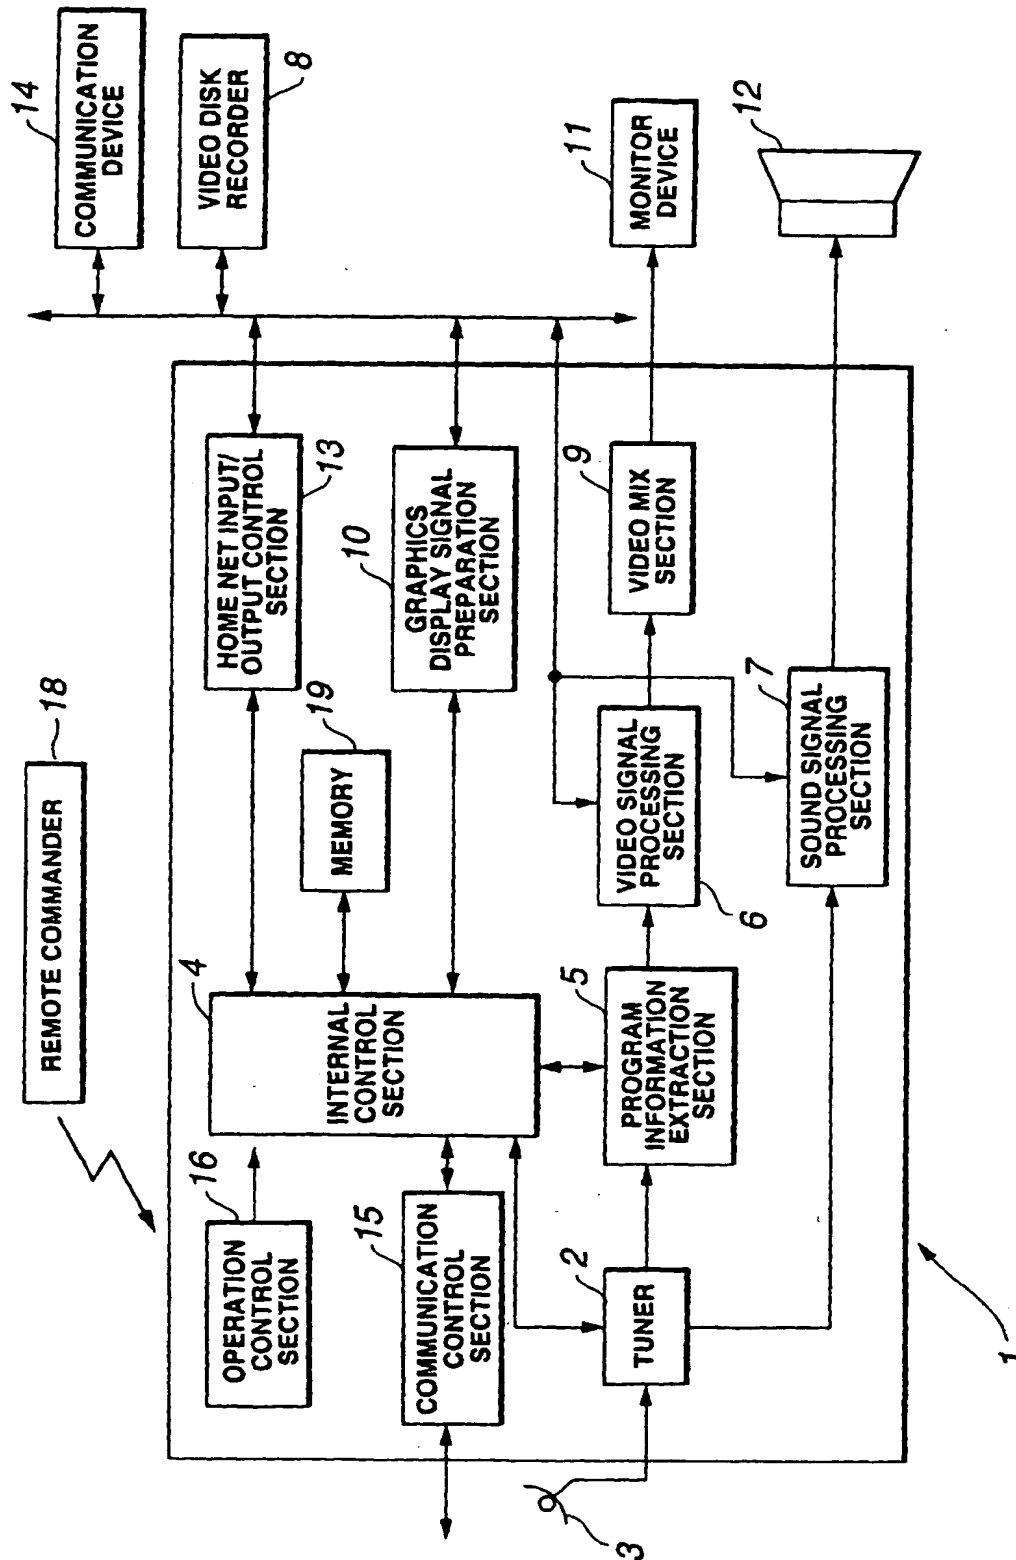 REMOTE COMMANDER
18
14
COMMUNICATION
DEVICE
VIDEO DISK
RECORDER
8
OPERATION
CONTROL
SECTION
16
4
INTERNAL
CONTROL
SECTION
HOME NET INPUT/
OUTPUT CONTROL
SECTION
13
MEMORY
19
15
COMMUNICATION
CONTROL
SECTION
10
GRAPHICS
DISPLAY SIGNAL
PREPARATION
SECTION
2
TUNER
5
PROGRAM
INFORMATION
EXTRACTION
SECTION
VIDEO SIGNAL
PROCESSING
SECTION
6
9
VIDEO MIX
SECTION
11
MONITOR
DEVICE
3
7
SOUND SIGNAL
PROCESSING
SECTION
12
1